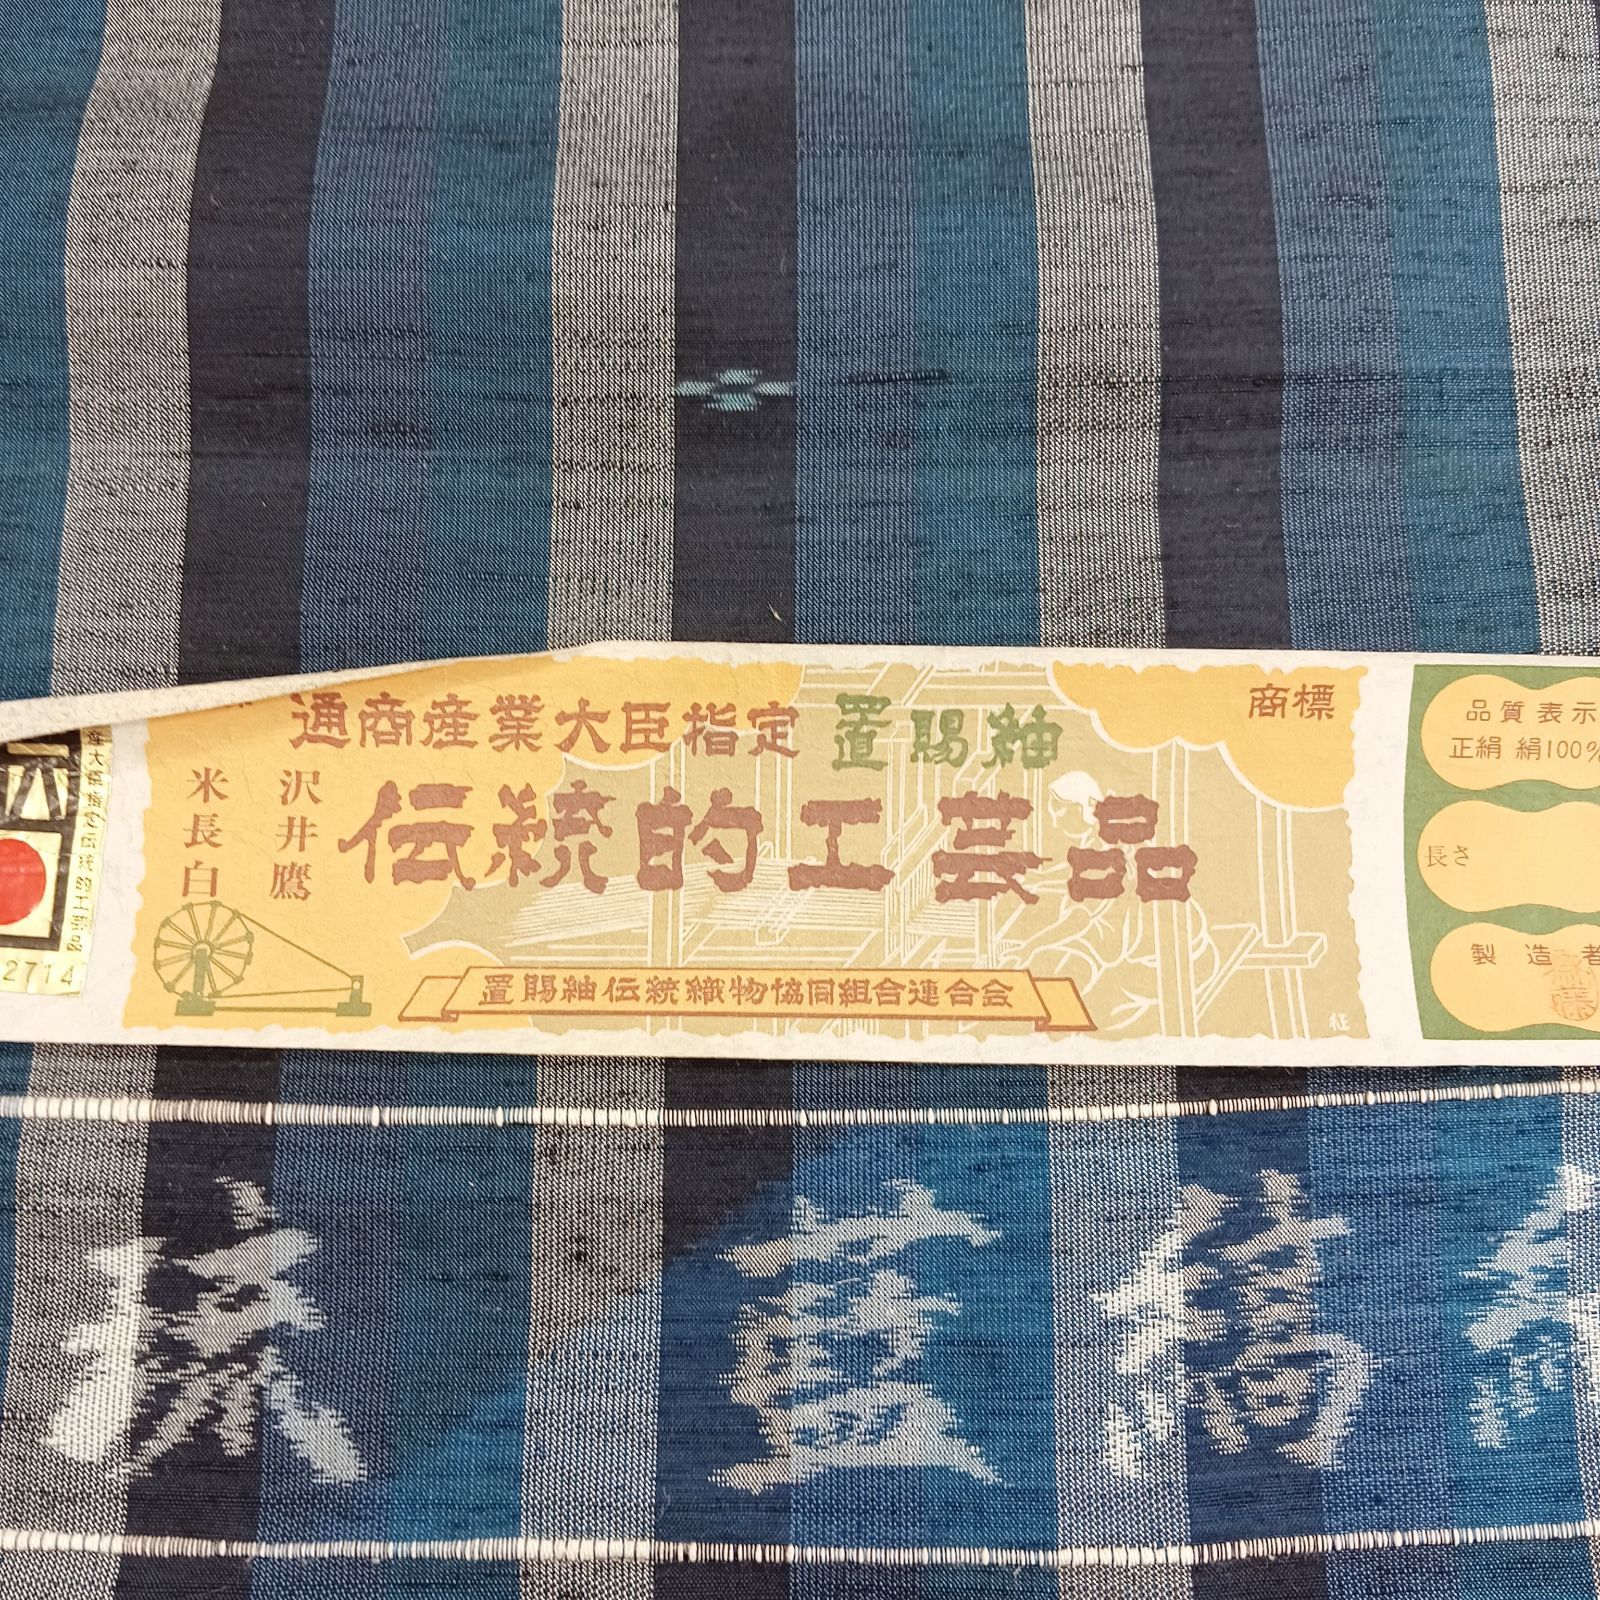 通商産業大臣指定 置賜紬
商標
米沢
長井
白鷹
伝統的工芸品
置賜紬伝統織物協同組合連合会
2714
品質表示
正絹 絹100%
長さ
製造者